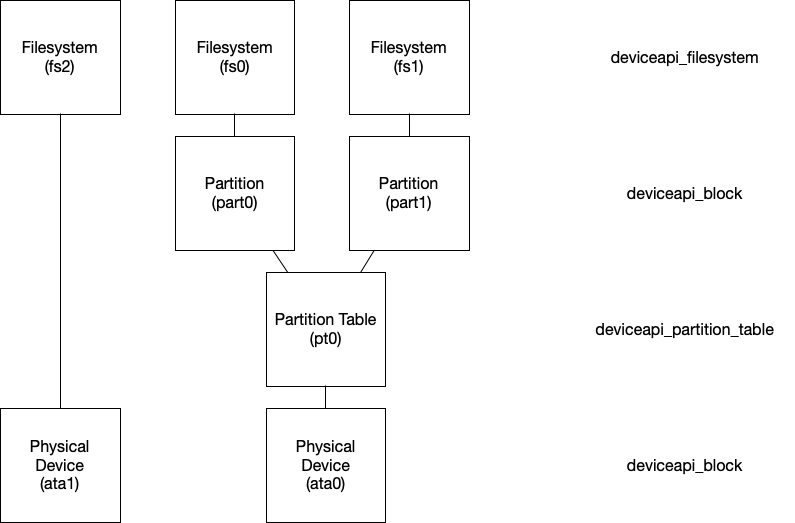 Filesystem
(fs2)
Filesystem
(fs0)
Filesystem
(fs1)
deviceapi_filesystem
Partition
(part0)
Partition
(part1)
deviceapi_block
Partition Table
(pt0)
deviceapi_partition_table
Physical
Device
(ata1)
Physical
Device
(ata0)
deviceapi_block